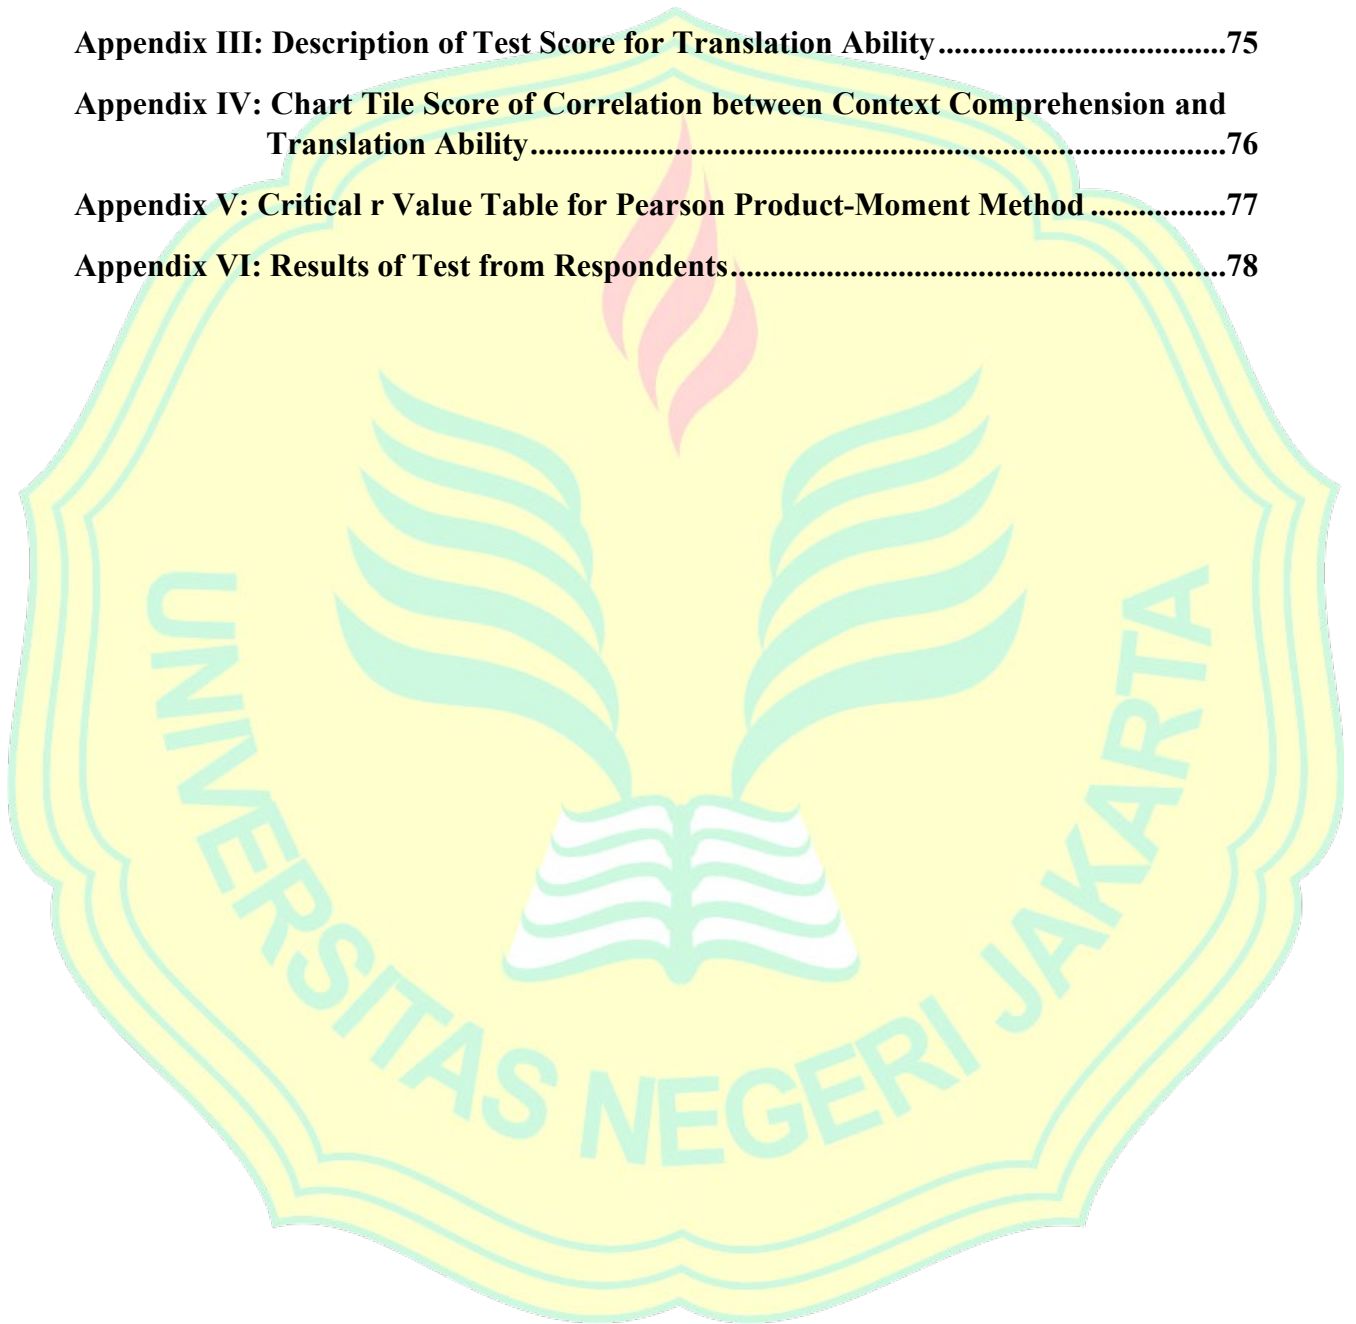 Appendix III: Description of Test Score for Translation Ability....................................75
Appendix IV: Chart Tile Score of Correlation between Context Comprehension and
Translation Ability.......................................................................................76
Appendix V: Critical r Value Table for Pearson Product-Moment Method.................77
Appendix VI: Results of Test from Respondents..............................................................78
UNIVERSITAS NEGERI JAKARTA